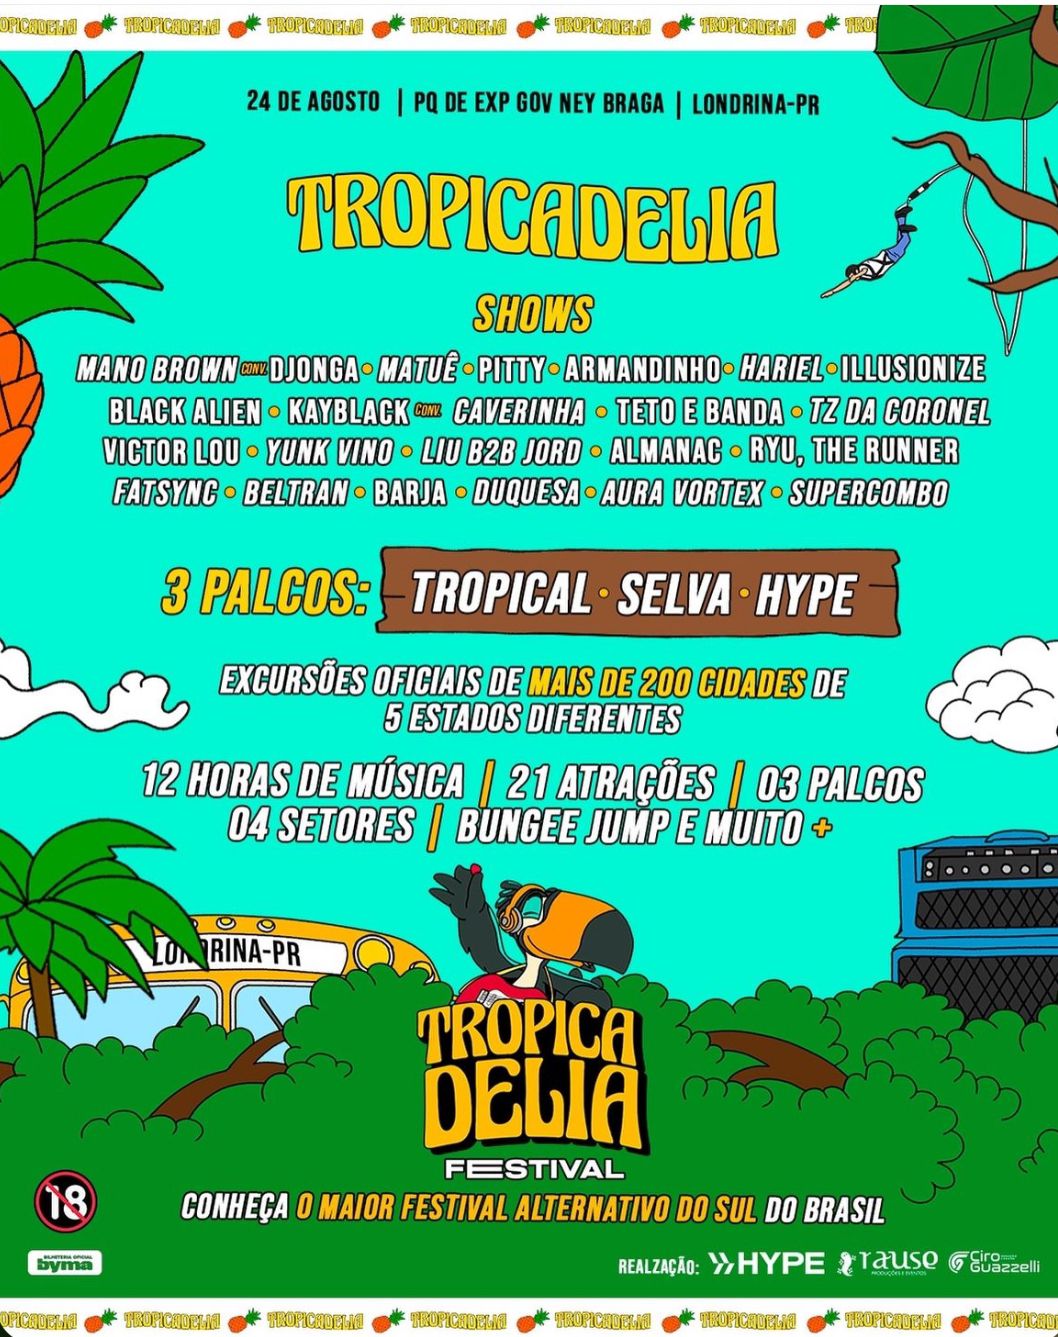 TROPICADELIA TROPICADELIA TROPICADELIA TROPICADELIA TROPICADELIA
24 DE AGOSTO | PQ DE EXP GOV NEY BRAGA | LONDRINA-PR
TROPICADELIA
SHOWS
MANO BROWN CONV. DJONGA • MATUÊ • PITTY • ARMANDINHO • HARIEL • ILLUSIONIZE
BLACK ALIEN • KAYBLACK CONV. CAVERINHA • TETO E BANDA • TZ DA CORONEL
VICTOR LOU • YUNK VINO • LIU B2B JORD • ALMANAC • RYU, THE RUNNER
FATSYNC • BELTRAN • BARJA • DUQUESA • AURA VORTEX • SUPERCOMBO
3 PALCOS: TROPICAL • SELVA • HYPE
EXCURSÕES OFICIAIS DE MAIS DE 200 CIDADES DE
5 ESTADOS DIFERENTES
12 HORAS DE MÚSICA | 21 ATRAÇÕES | 03 PALCOS
04 SETORES | BUNGEE JUMP E MUITO +
LONDRINA-PR
TROPICA
DELIA
FESTIVAL
18
CONHEÇA O MAIOR FESTIVAL ALTERNATIVO DO SUL DO BRASIL
BILHETERIA OFICIAL
byma
REALZAÇÃO: HYPE rause PRODUÇÕES E EVENTOS Ciro Guazzelli
TROPICADELIA TROPICADELIA TROPICADELIA TROPICADELIA TROPICADELIA TROPICADELIA